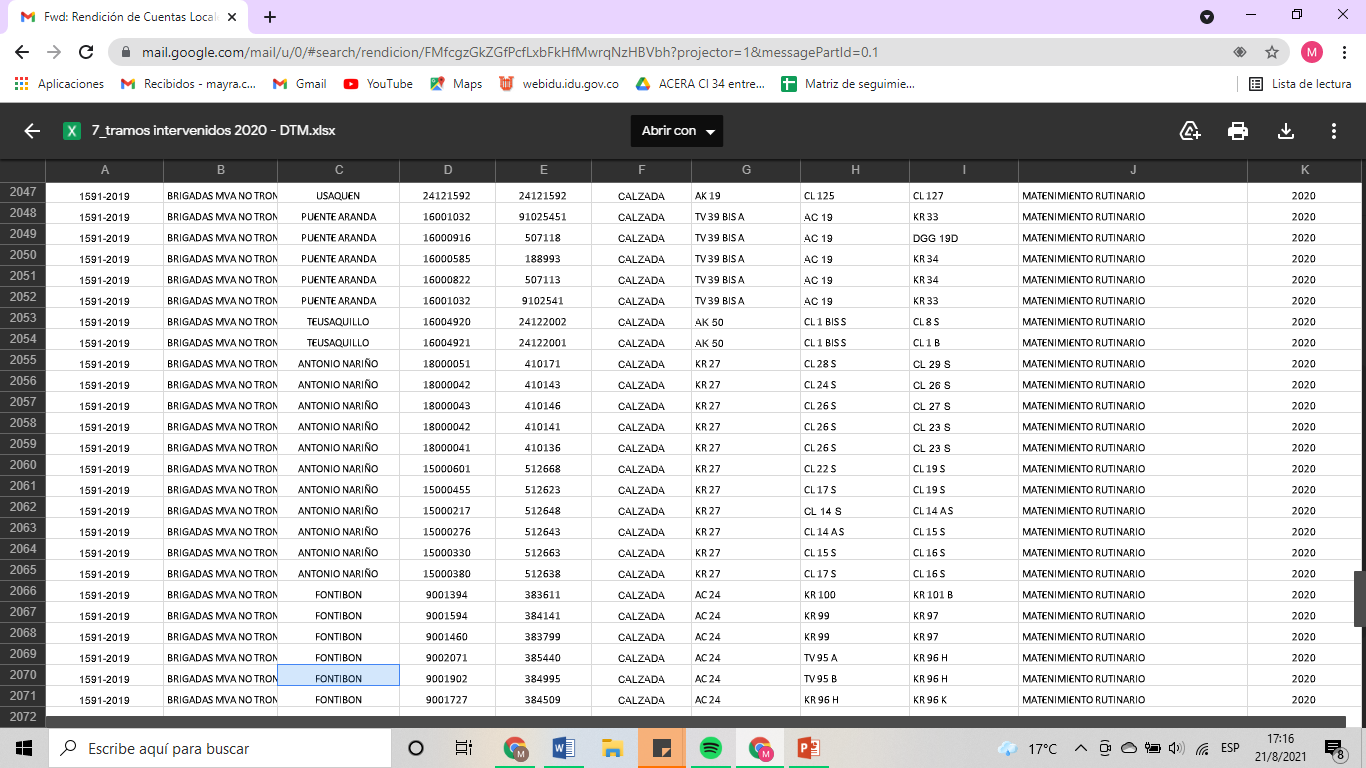 Fwd: Rendición de Cuentas Local
mail.google.com/mail/u/0/#search/rendicion/FMfcgzGkZGfPcfLxbFkHfMwrqNzHBVbh?projector=1&messagePartId=0.1
M
Aplicaciones Recibidos - mayra.c... Gmail YouTube Maps webidu.idu.gov.co ACERA Cl 34 entre... Matriz de seguimie... Lista de lectura
7_tramos intervenidos 2020 - DTM.xlsx Abrir con
A B C D E F G H I J K
2047 1591-2019 BRIGADAS MVA NO TRON USAQUEN 24121592 24121592 CALZADA AK 19 CL 125 CL 127 MATENIMIENTO RUTINARIO 2020
2048 1591-2019 BRIGADAS MVA NO TRON PUENTE ARANDA 16001032 91025451 CALZADA TV 39 BIS A AC 19 KR 33 MATENIMIENTO RUTINARIO 2020
2049 1591-2019 BRIGADAS MVA NO TRON PUENTE ARANDA 16000916 507118 CALZADA TV 39 BIS A AC 19 DGG 19D MATENIMIENTO RUTINARIO 2020
2050 1591-2019 BRIGADAS MVA NO TRON PUENTE ARANDA 16000585 188993 CALZADA TV 39 BIS A AC 19 KR 34 MATENIMIENTO RUTINARIO 2020
2051 1591-2019 BRIGADAS MVA NO TRON PUENTE ARANDA 16000822 507113 CALZADA TV 39 BIS A AC 19 KR 34 MATENIMIENTO RUTINARIO 2020
2052 1591-2019 BRIGADAS MVA NO TRON PUENTE ARANDA 16001032 9102541 CALZADA TV 39 BIS A AC 19 KR 33 MATENIMIENTO RUTINARIO 2020
2053 1591-2019 BRIGADAS MVA NO TRON TEUSAQUILLO 16004920 24122002 CALZADA AK 50 CL 1 BIS S CL 8 S MATENIMIENTO RUTINARIO 2020
2054 1591-2019 BRIGADAS MVA NO TRON TEUSAQUILLO 16004921 24122001 CALZADA AK 50 CL 1 BIS S CL 1 B MATENIMIENTO RUTINARIO 2020
2055 1591-2019 BRIGADAS MVA NO TRON ANTONIO NARIÑO 18000051 410171 CALZADA KR 27 CL 28 S CL 29 S MATENIMIENTO RUTINARIO 2020
2056 1591-2019 BRIGADAS MVA NO TRON ANTONIO NARIÑO 18000042 410143 CALZADA KR 27 CL 24 S CL 26 S MATENIMIENTO RUTINARIO 2020
2057 1591-2019 BRIGADAS MVA NO TRON ANTONIO NARIÑO 18000043 410146 CALZADA KR 27 CL 26 S CL 27 S MATENIMIENTO RUTINARIO 2020
2058 1591-2019 BRIGADAS MVA NO TRON ANTONIO NARIÑO 18000042 410141 CALZADA KR 27 CL 26 S CL 23 S MATENIMIENTO RUTINARIO 2020
2059 1591-2019 BRIGADAS MVA NO TRON ANTONIO NARIÑO 18000041 410136 CALZADA KR 27 CL 26 S CL 23 S MATENIMIENTO RUTINARIO 2020
2060 1591-2019 BRIGADAS MVA NO TRON ANTONIO NARIÑO 15000601 512668 CALZADA KR 27 CL 22 S CL 19 S MATENIMIENTO RUTINARIO 2020
2061 1591-2019 BRIGADAS MVA NO TRON ANTONIO NARIÑO 15000455 512623 CALZADA KR 27 CL 17 S CL 19 S MATENIMIENTO RUTINARIO 2020
2062 1591-2019 BRIGADAS MVA NO TRON ANTONIO NARIÑO 15000217 512648 CALZADA KR 27 CL 14 S CL 14 A S MATENIMIENTO RUTINARIO 2020
2063 1591-2019 BRIGADAS MVA NO TRON ANTONIO NARIÑO 15000276 512643 CALZADA KR 27 CL 14 A S CL 15 S MATENIMIENTO RUTINARIO 2020
2064 1591-2019 BRIGADAS MVA NO TRON ANTONIO NARIÑO 15000330 512663 CALZADA KR 27 CL 15 S CL 16 S MATENIMIENTO RUTINARIO 2020
2065 1591-2019 BRIGADAS MVA NO TRON ANTONIO NARIÑO 15000380 512638 CALZADA KR 27 CL 17 S CL 16 S MATENIMIENTO RUTINARIO 2020
2066 1591-2019 BRIGADAS MVA NO TRON FONTIBON 9001394 383611 CALZADA AC 24 KR 100 KR 101 B MATENIMIENTO RUTINARIO 2020
2067 1591-2019 BRIGADAS MVA NO TRON FONTIBON 9001594 384141 CALZADA AC 24 KR 99 KR 97 MATENIMIENTO RUTINARIO 2020
2068 1591-2019 BRIGADAS MVA NO TRON FONTIBON 9001460 383799 CALZADA AC 24 KR 99 KR 97 MATENIMIENTO RUTINARIO 2020
2069 1591-2019 BRIGADAS MVA NO TRON FONTIBON 9002071 385440 CALZADA AC 24 TV 95 A KR 96 H MATENIMIENTO RUTINARIO 2020
2070 1591-2019 BRIGADAS MVA NO TRON FONTIBON 9001902 384995 CALZADA AC 24 TV 95 B KR 96 H MATENIMIENTO RUTINARIO 2020
2071 1591-2019 BRIGADAS MVA NO TRON FONTIBON 9001727 384509 CALZADA AC 24 KR 96 H KR 96 K MATENIMIENTO RUTINARIO 2020
2072
Escribe aquí para buscar 17°C ESP 17:16
21/8/2021 8